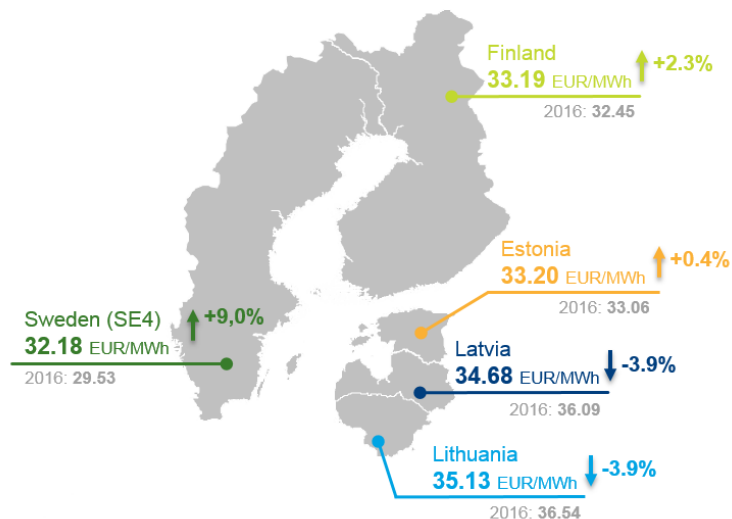 Finland
33.19 EUR/MWh +2.3%
2016: 32.45
Estonia
33.20 EUR/MWh +0.4%
2016: 33.06
Sweden (SE4) +9,0%
32.18 EUR/MWh
2016: 29.53
Latvia
34.68 EUR/MWh -3.9%
2016: 36.09
Lithuania
35.13 EUR/MWh -3.9%
2016: 36.54